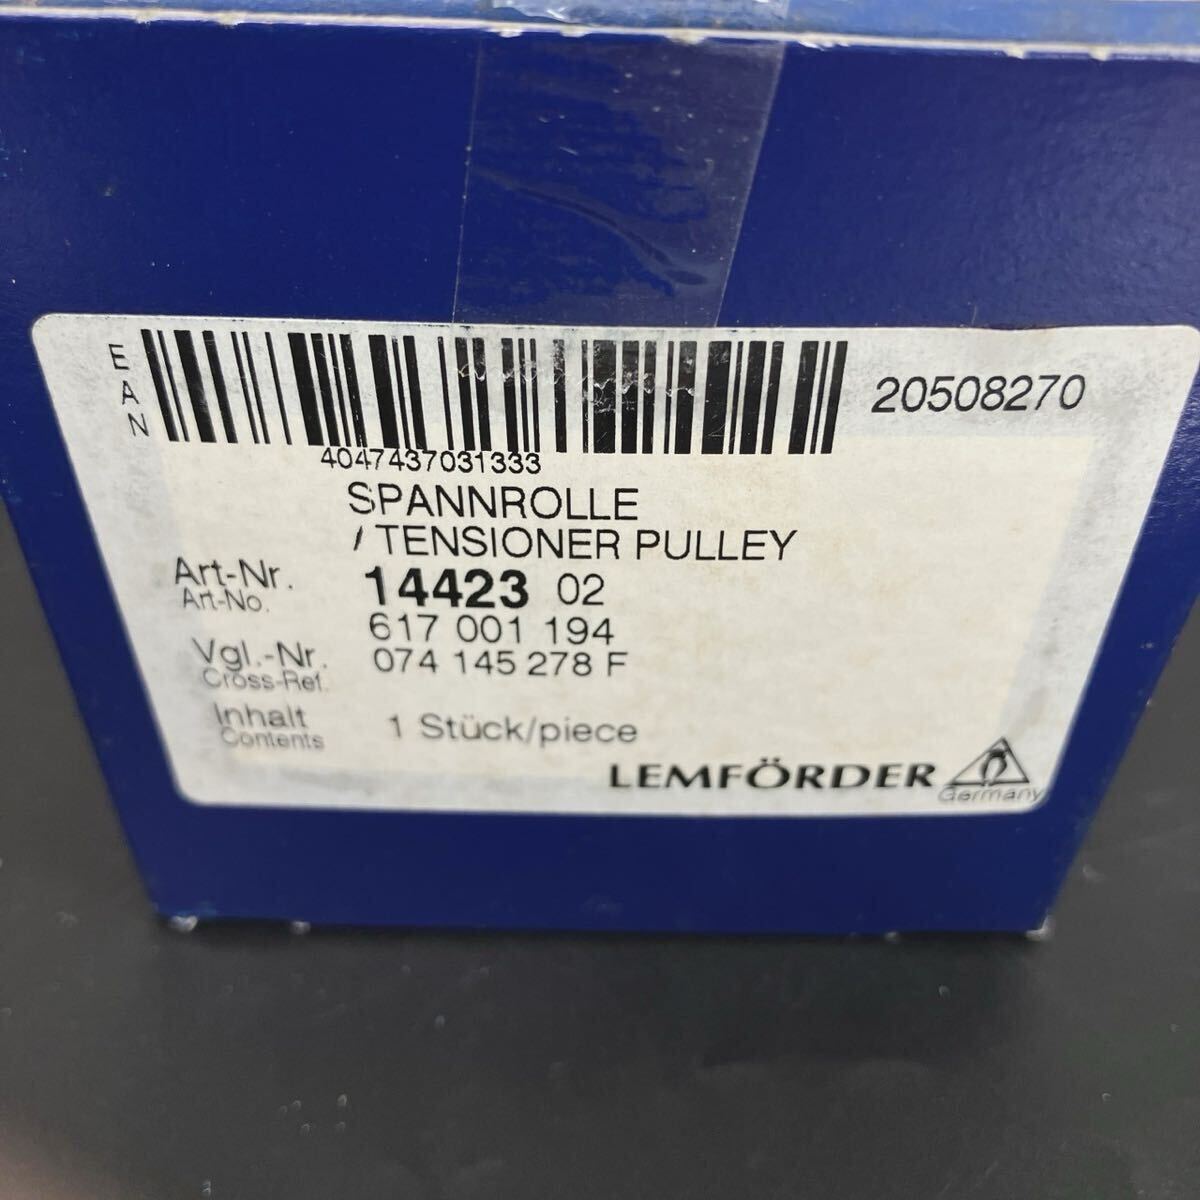 EAN
4047437031333
20508270
SPANNROLLE
/ TENSIONER PULLEY
Art-Nr. 14423 02
Art-No.
617 001 194
Vgl.-Nr. 074 145 278 F
Cross-Ref.
Inhalt 1 Stück/piece
Contents
LEMFÖRDER
Germany